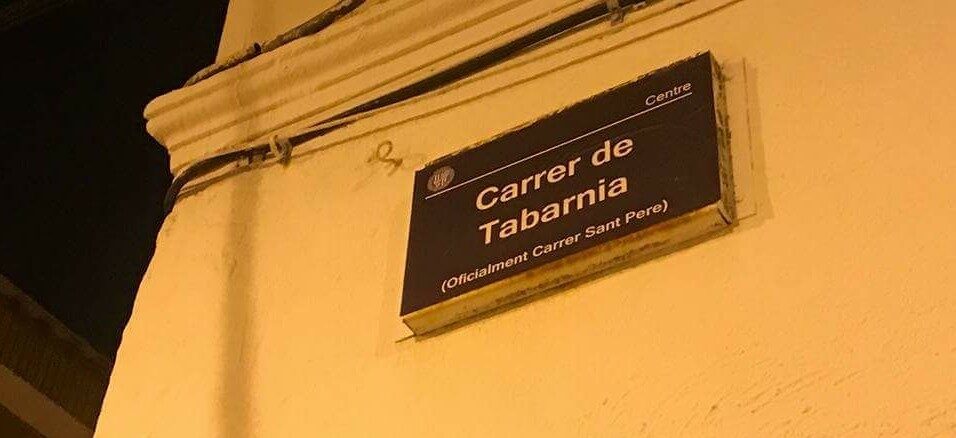 Centre
Carrer de
Tabarnia
(Oficialment Carrer Sant Pere)